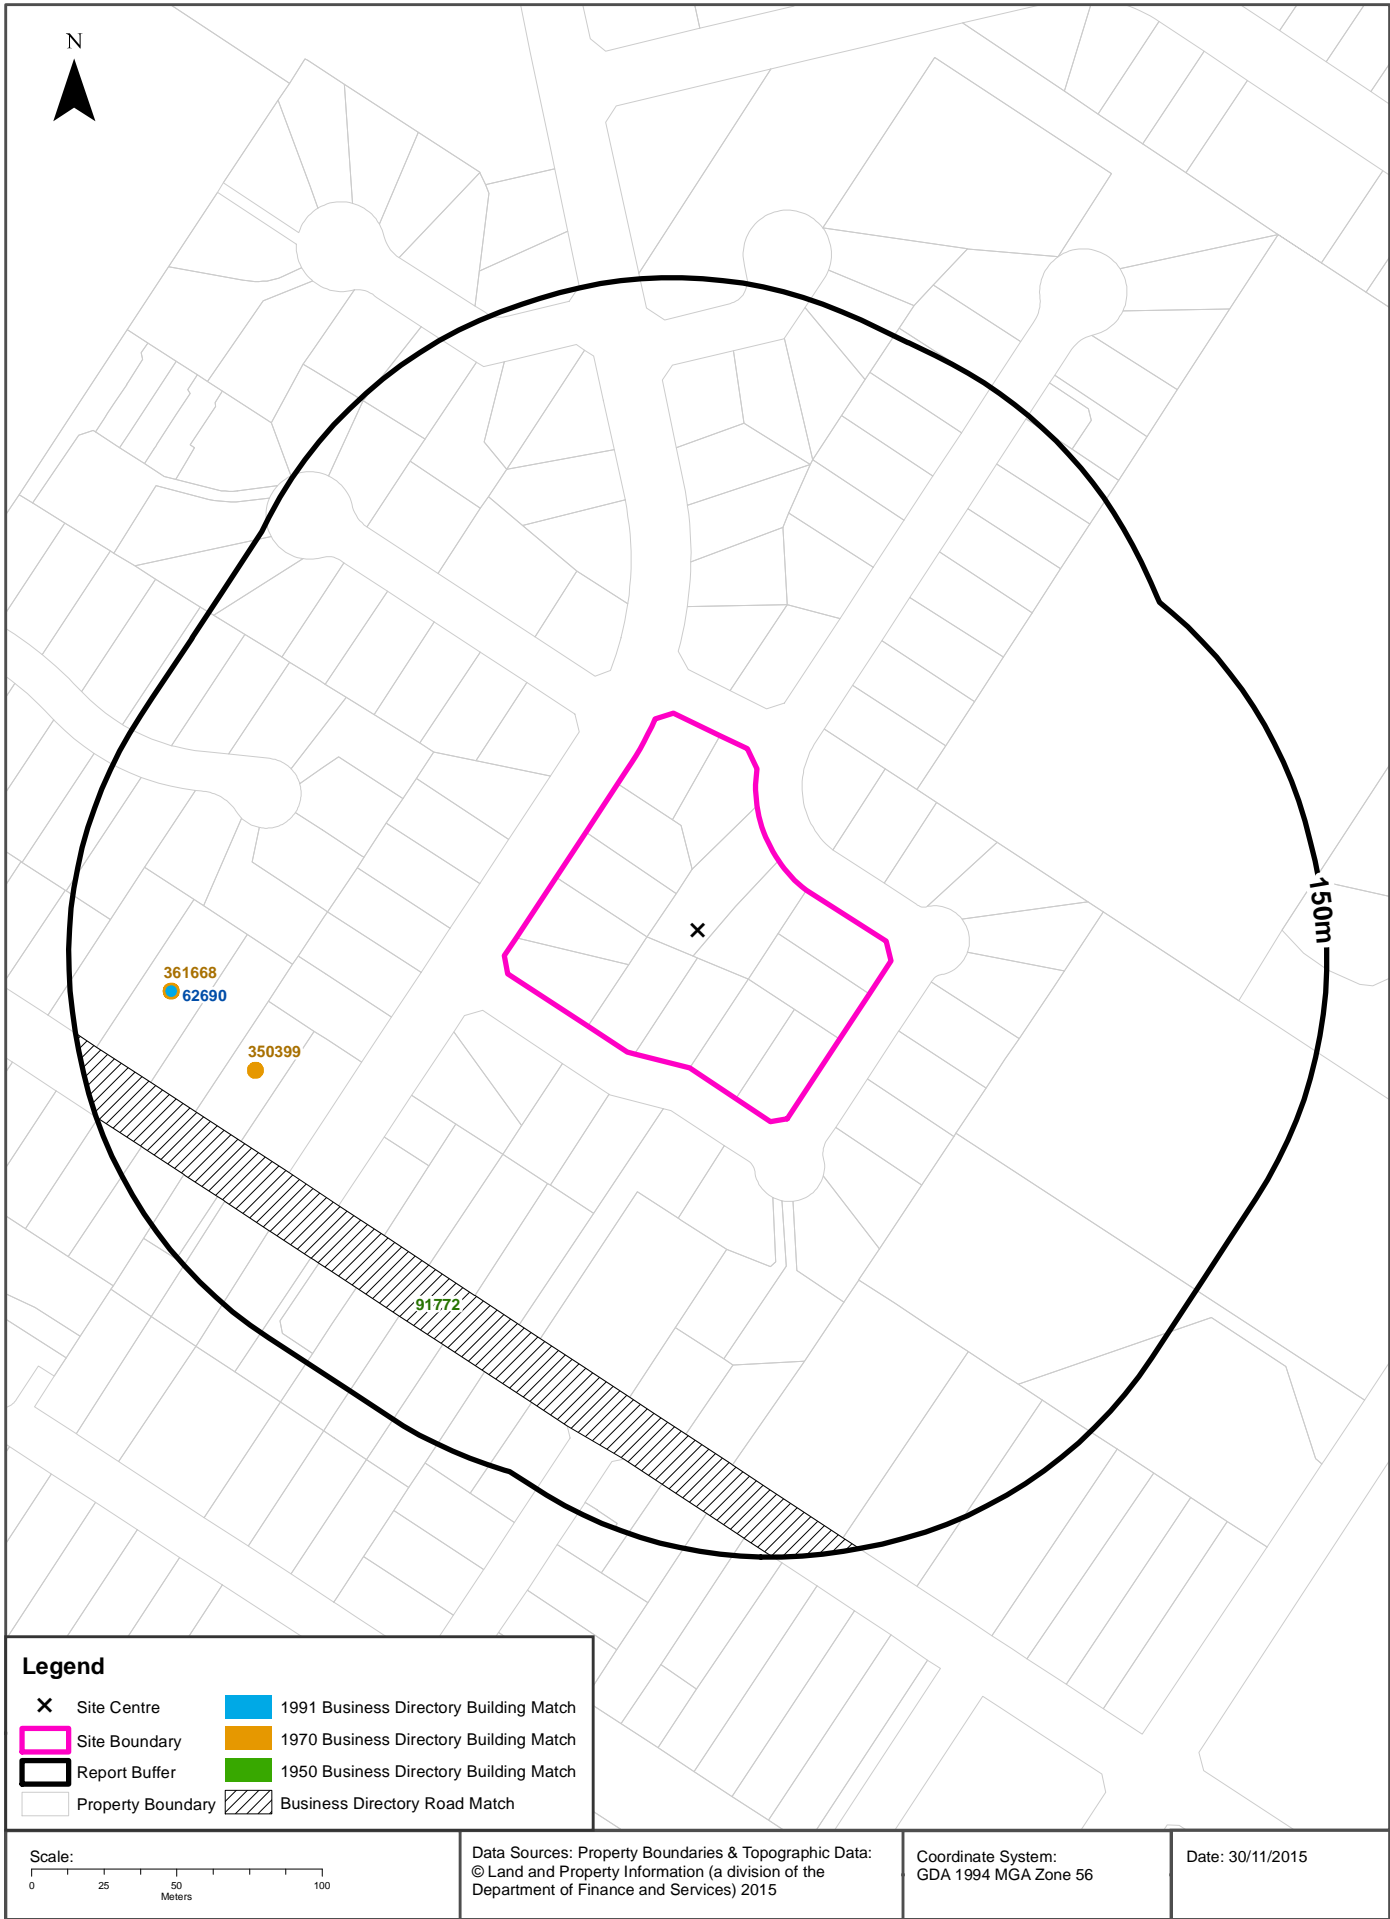 N
150m
361668
62690
350399
91772
Legend
Site Centre
Site Boundary
Report Buffer
Property Boundary
1991 Business Directory Building Match
1970 Business Directory Building Match
1950 Business Directory Building Match
Business Directory Road Match
Scale:
0 25 50 100
Meters
Data Sources: Property Boundaries & Topographic Data:
© Land and Property Information (a division of the
Department of Finance and Services) 2015
Coordinate System:
GDA 1994 MGA Zone 56
Date: 30/11/2015